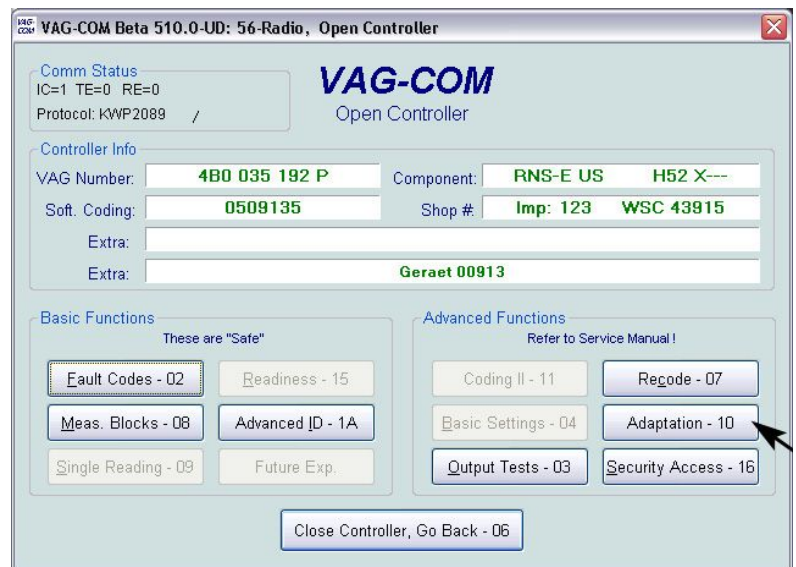 VAG-COM Beta 510.0-UD: 56-Radio, Open Controller
Comm Status
IC=1 TE=0 RE=0
Protocol: KWP2089 /
VAG-COM
Open Controller
Controller Info
VAG Number: 4B0 035 192 P Component: RNS-E US H52 X---
Soft. Coding: 0509135 Shop #: Imp: 123 WSC 43915
Extra:
Extra: Geraet 00913
Basic Functions
These are "Safe"
Fault Codes - 02 Readiness - 15
Meas. Blocks - 08 Advanced ID - 1A
Single Reading - 09 Future Exp.
Advanced Functions
Refer to Service Manual !
Coding II - 11 Recode - 07
Basic Settings - 04 Adaptation - 10
Output Tests - 03 Security Access - 16
Close Controller, Go Back - 06